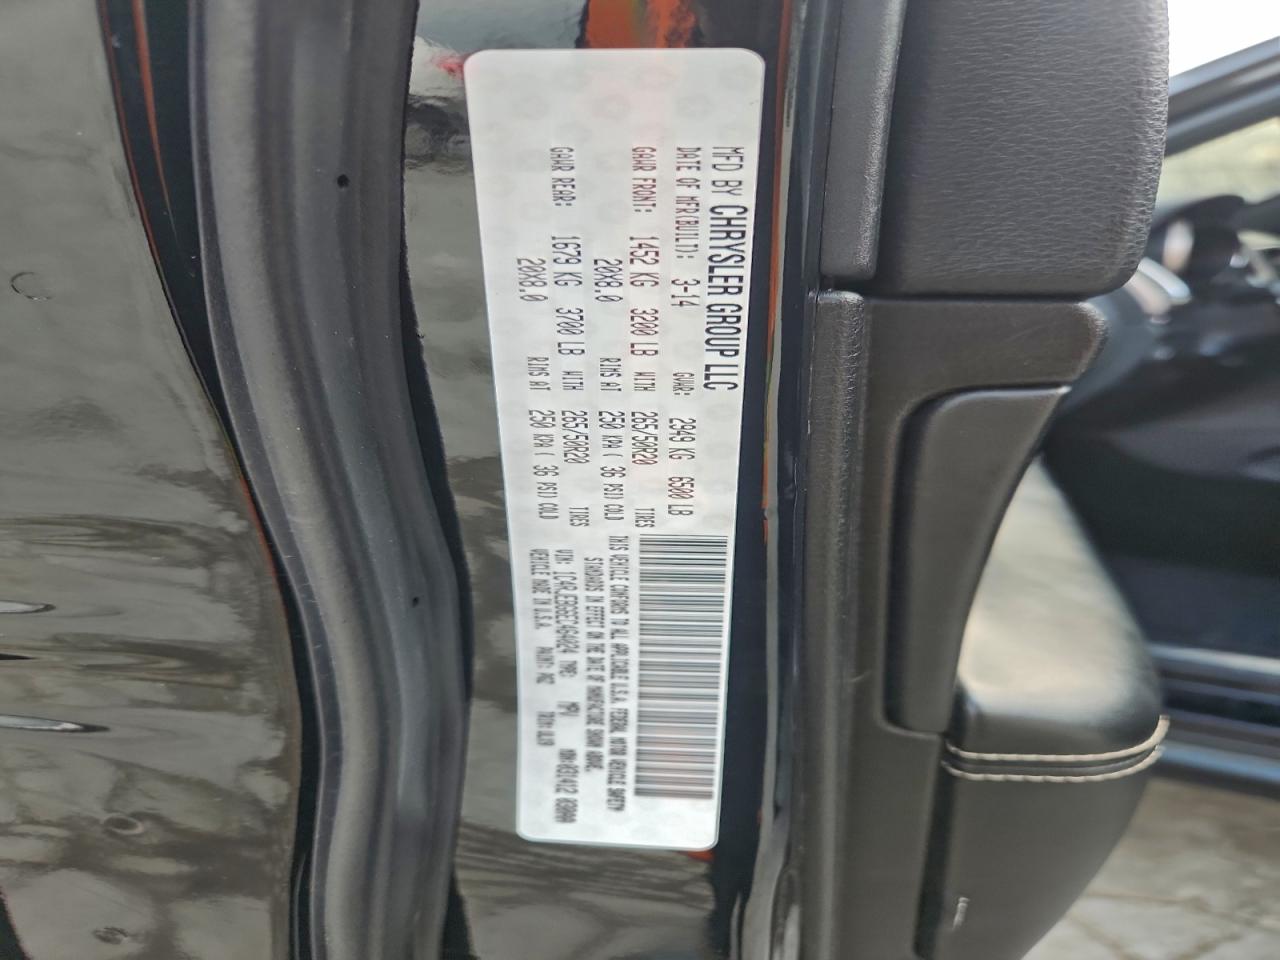 MFD BY CHRYSLER GROUP LLC
DATE OF MFR(BUILT): 3-14 GVWR: 2949 KG 6500 LB
GAWR FRONT: 1452 KG 3200 LB WITH 265/50R20 TIRES
20X8.0 RIMS AT 250 KPA ( 36 PSI) COLD
GAWR REAR: 1679 KG 3700 LB WITH 265/50R20 TIRES
20X8.0 RIMS AT 250 KPA ( 36 PSI) COLD
THIS VEHICLE CONFORMS TO ALL APPLICABLE U.S.A. FEDERAL MOTOR VEHICLE SAFETY
STANDARDS IN EFFECT ON THE DATE OF MANUFACTURE SHOWN ABOVE.
VIN: TYPE: MPV
VEHICLE MADE IN U.S.A. PAINT: TRIM: